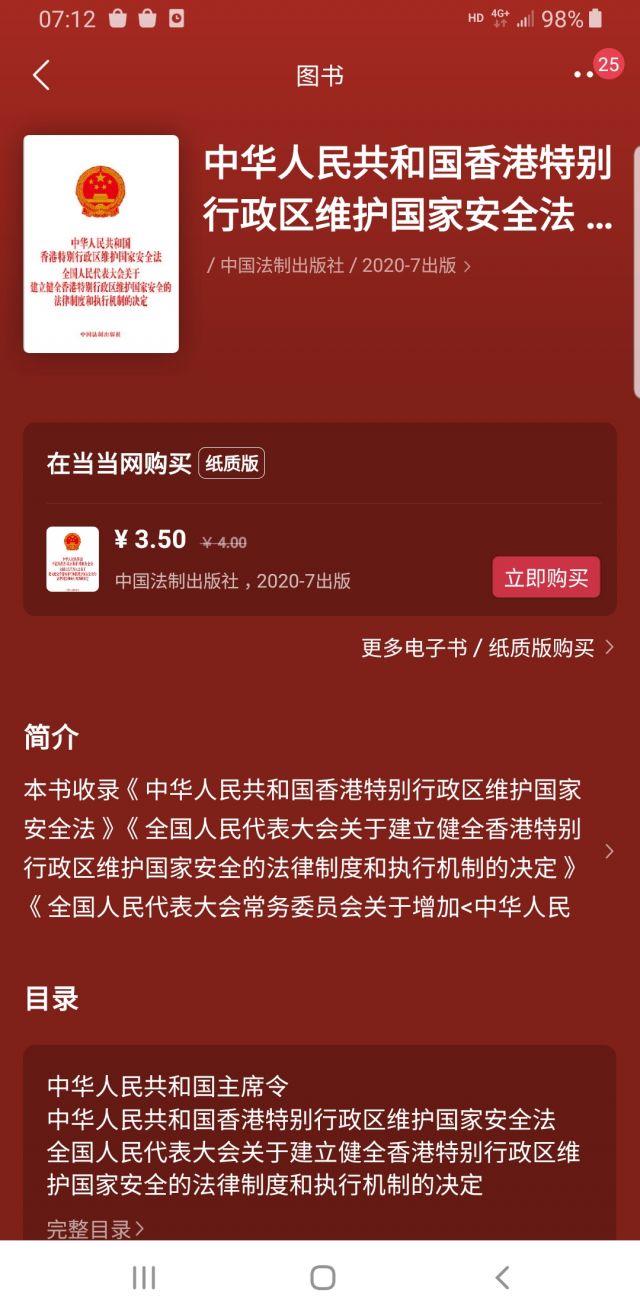 07:12
HD 4G+ 98%
图书
25
中华人民共和国
香港特别行政区维护国家安全法
全国人民代表大会关于
建立健全香港特别行政区维护国家安全的
法律制度和执行机制的决定
中国法制出版社
中华人民共和国香港特别
行政区维护国家安全法 ...
/ 中国法制出版社 / 2020-7出版 >
在当当网购买 纸质版
¥ 3.50 ¥ 4.00
中国法制出版社，2020-7出版
立即购买
更多电子书 / 纸质版购买 >
简介
本书收录《 中华人民共和国香港特别行政区维护国家
安全法 》《 全国人民代表大会关于建立健全香港特别
行政区维护国家安全的法律制度和执行机制的决定 》
《 全国人民代表大会常务委员会关于增加<中华人民
目录
中华人民共和国主席令
中华人民共和国香港特别行政区维护国家安全法
全国人民代表大会关于建立健全香港特别行政区维
护国家安全的法律制度和执行机制的决定
完整目录>